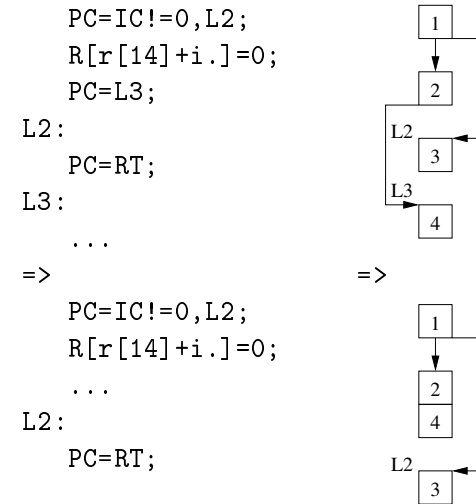 PC=IC!=0,L2;
R[r[14]+i.]=0;
PC=L3;
L2:
PC=RT;
L3:
...
=>
PC=IC!=0,L2;
R[r[14]+i.]=0;
...
L2:
PC=RT;
1
2
L2
3
L3
4
=>
1
2
4
L2
3